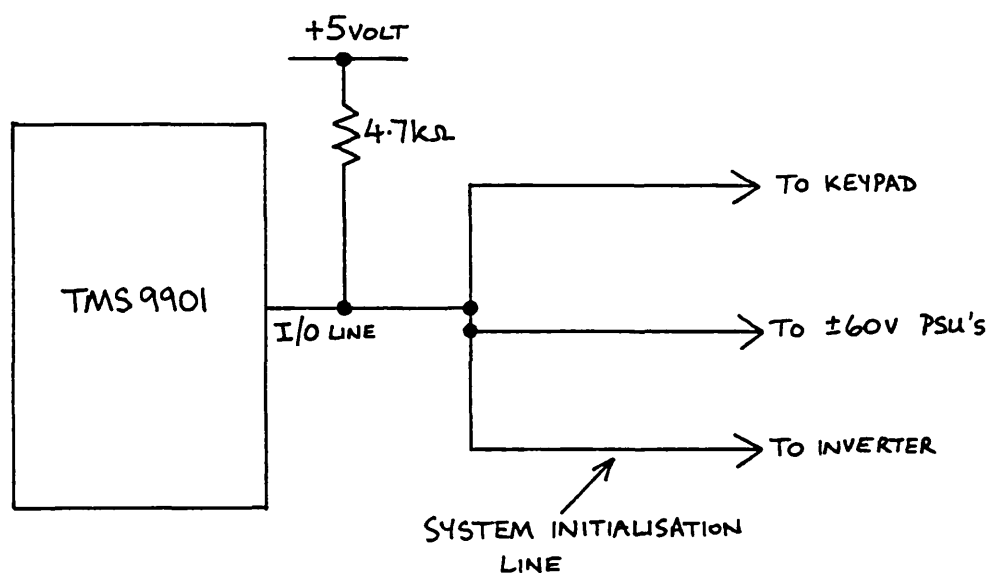 +5VOLT
4.7kΩ
TO KEYPAD
TMS 9901
I/O LINE
TO ±60V PSU's
TO INVERTER
SYSTEM INITIALISATION
LINE